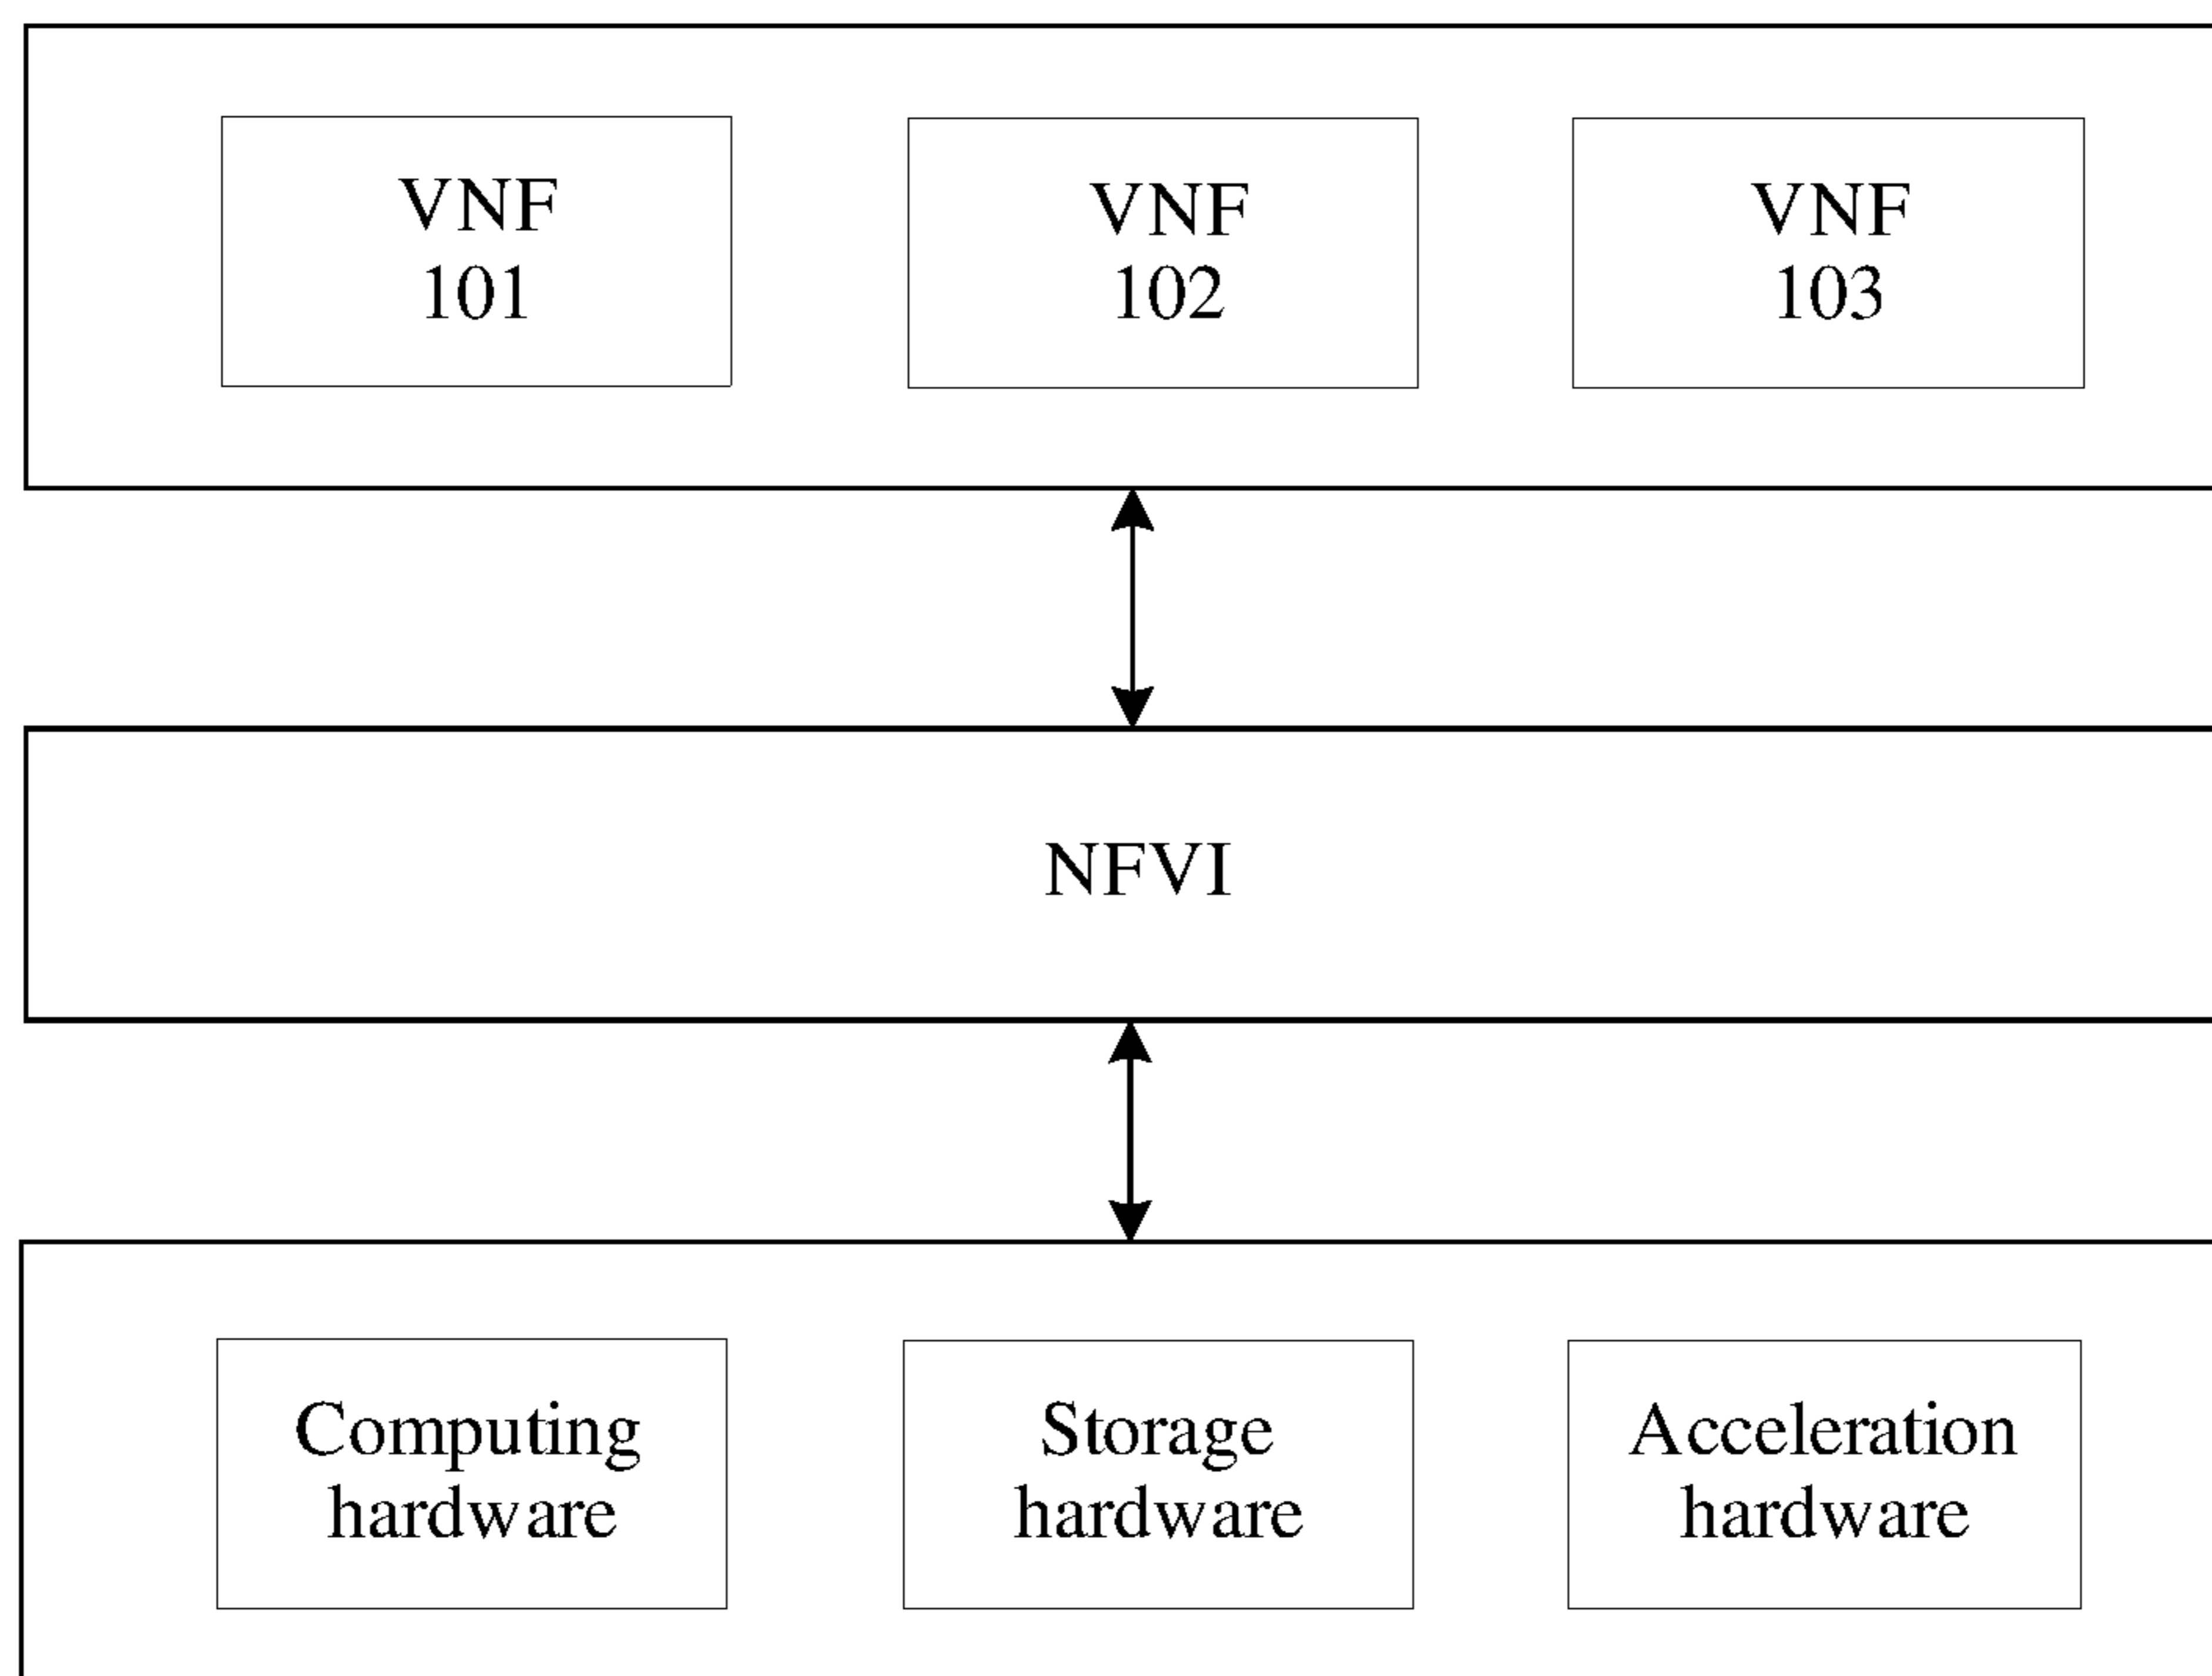 VNF
101
VNF
102
VNF
103
NFVI
Computing
hardware
Storage
hardware
Acceleration
hardware